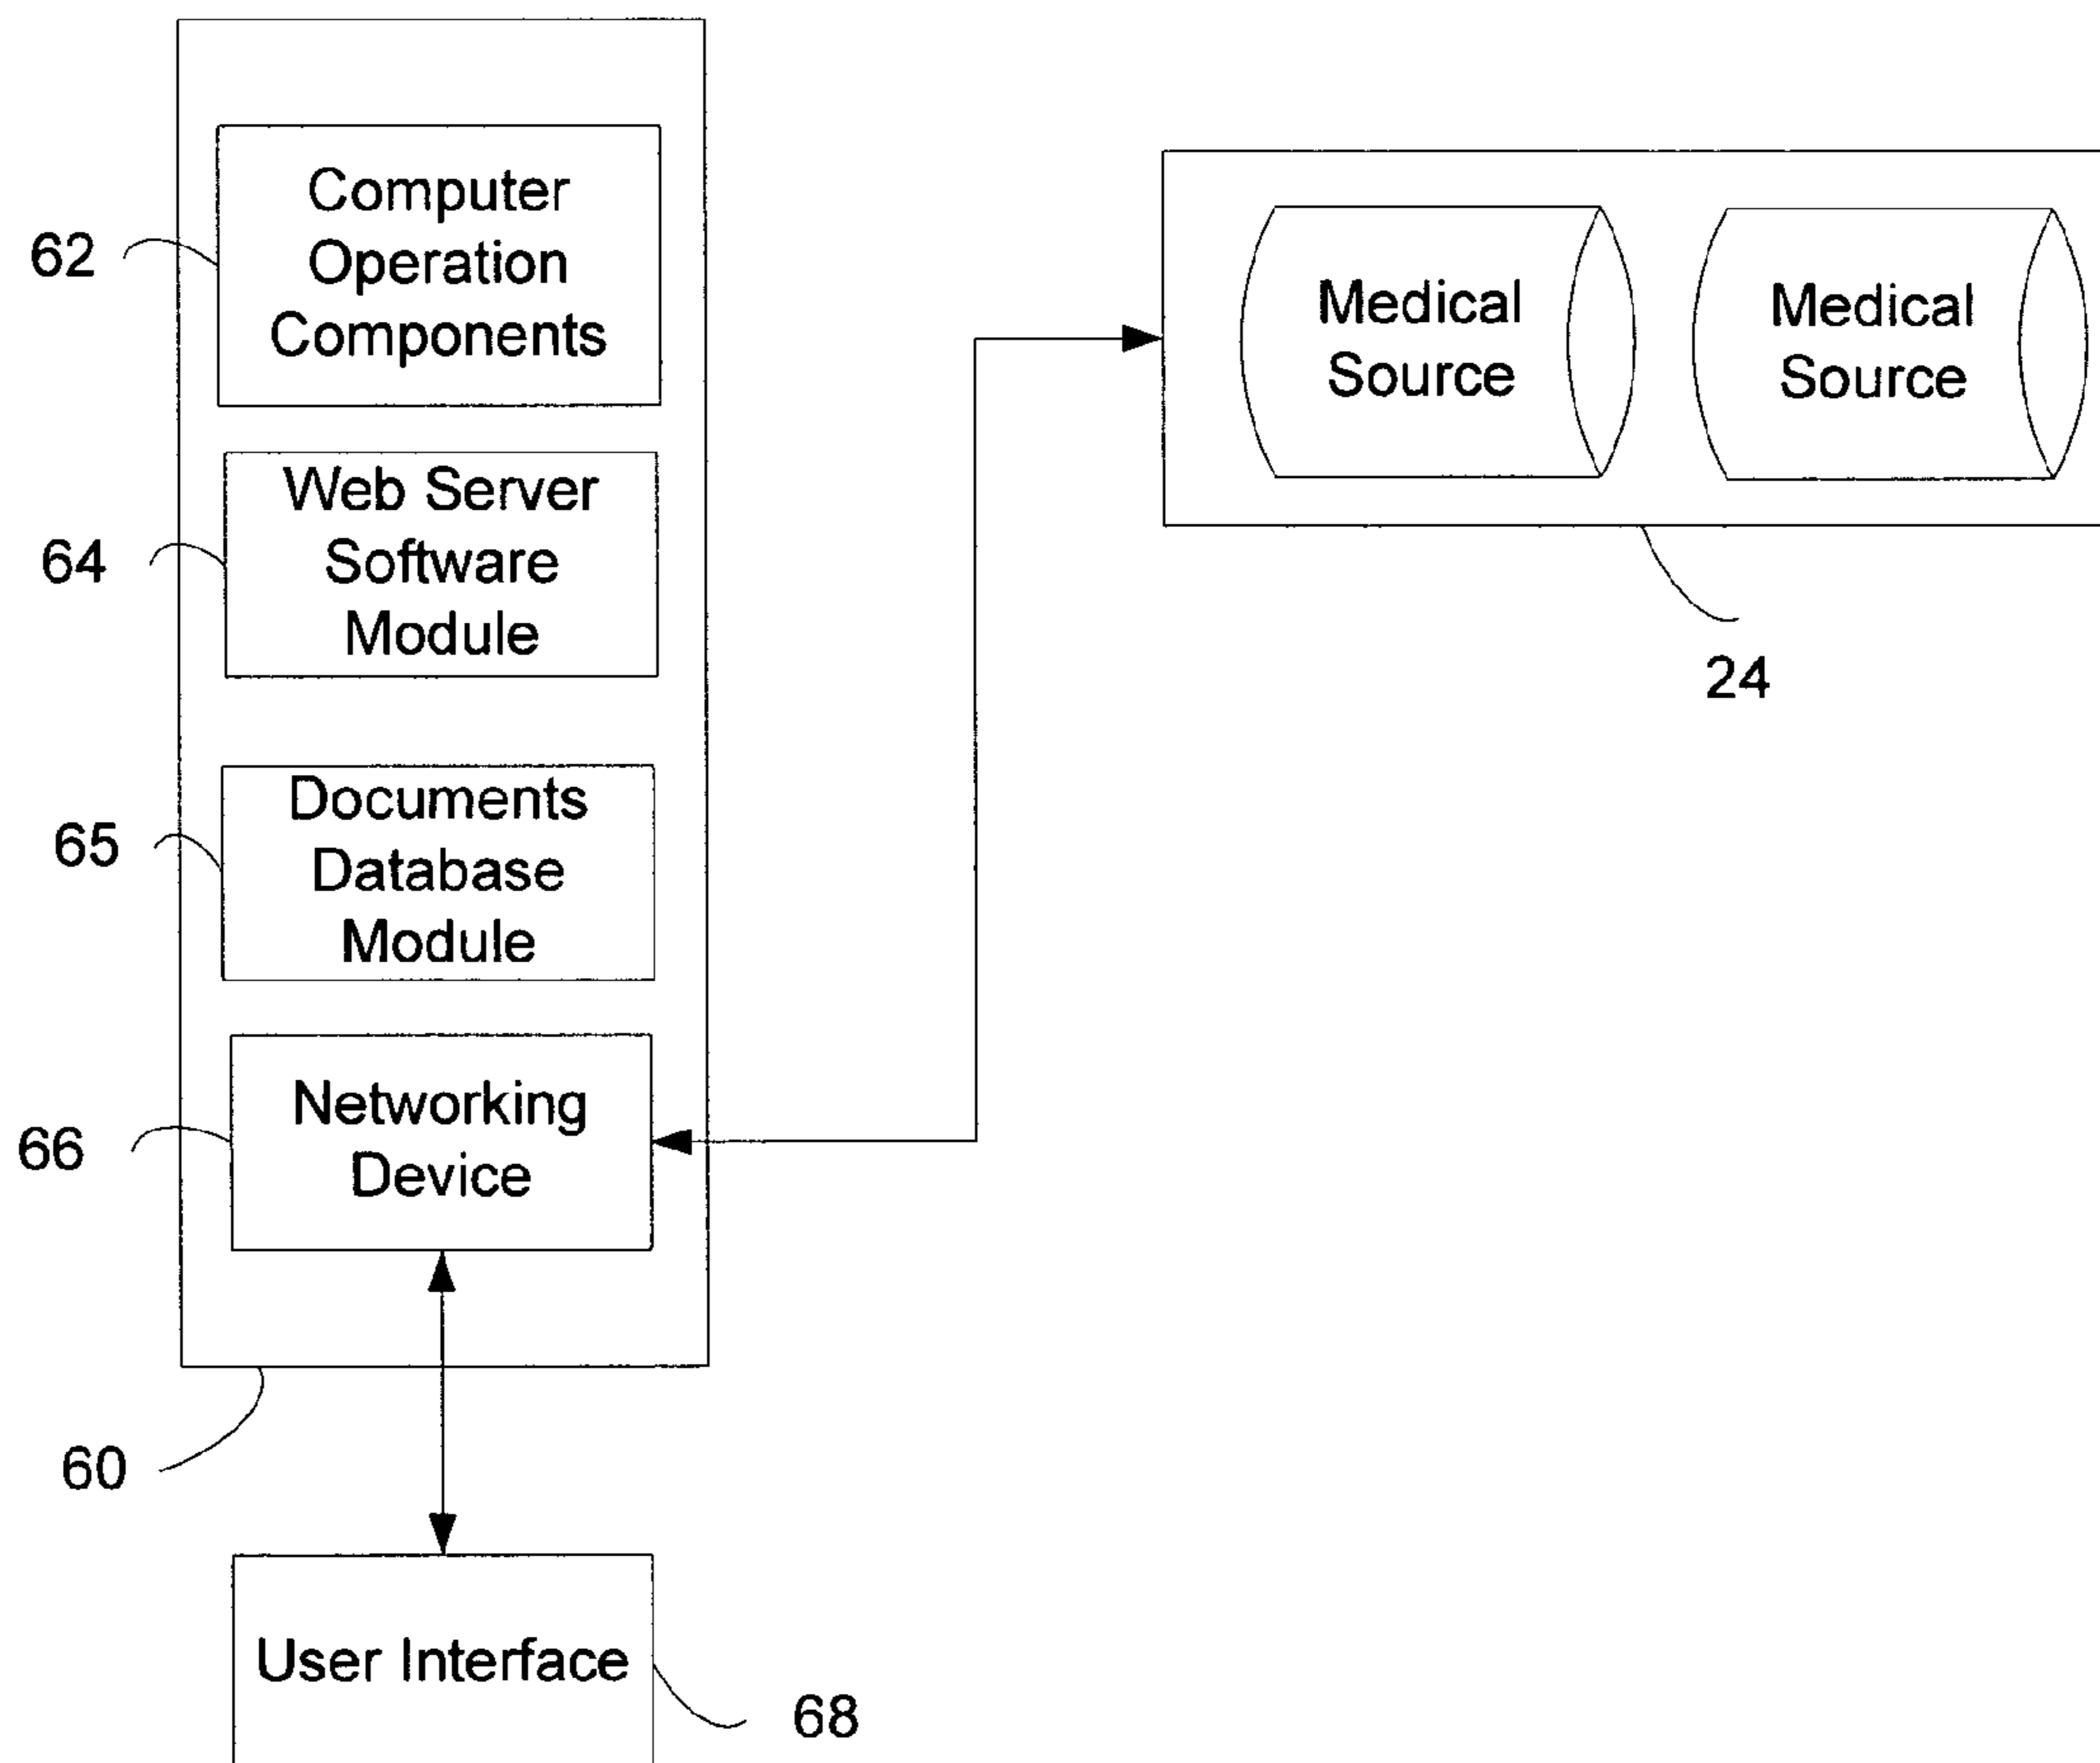 Computer
Operation
Components
62
Web Server
Software
Module
64
Documents
Database
Module
65
Networking
Device
66
60
User Interface
68
Medical
Source
Medical
Source
24